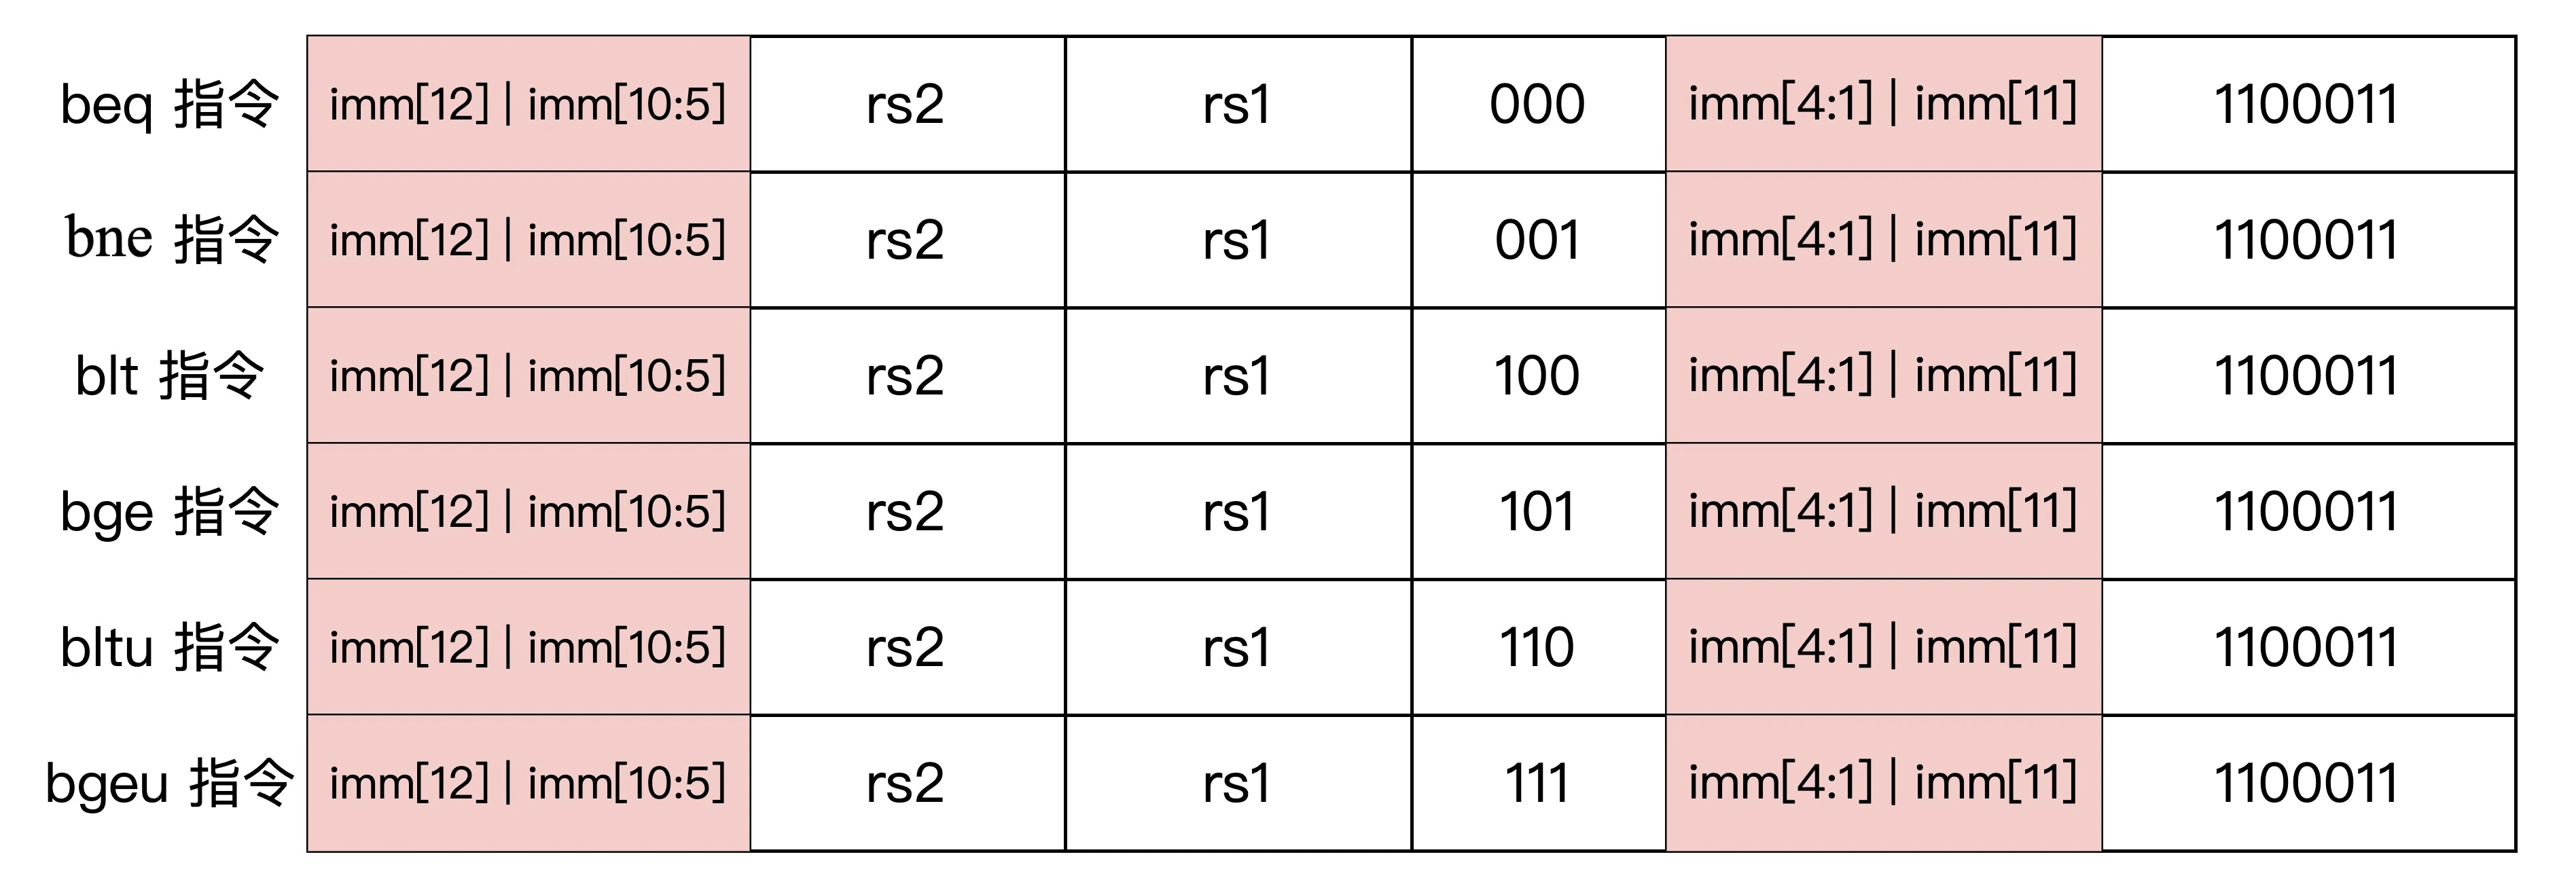 beq 指令 imm[12] | imm[10:5] rs2 rs1 000 imm[4:1] | imm[11] 1100011
bne 指令 imm[12] | imm[10:5] rs2 rs1 001 imm[4:1] | imm[11] 1100011
blt 指令 imm[12] | imm[10:5] rs2 rs1 100 imm[4:1] | imm[11] 1100011
bge 指令 imm[12] | imm[10:5] rs2 rs1 101 imm[4:1] | imm[11] 1100011
bltu 指令 imm[12] | imm[10:5] rs2 rs1 110 imm[4:1] | imm[11] 1100011
bgeu 指令 imm[12] | imm[10:5] rs2 rs1 111 imm[4:1] | imm[11] 1100011